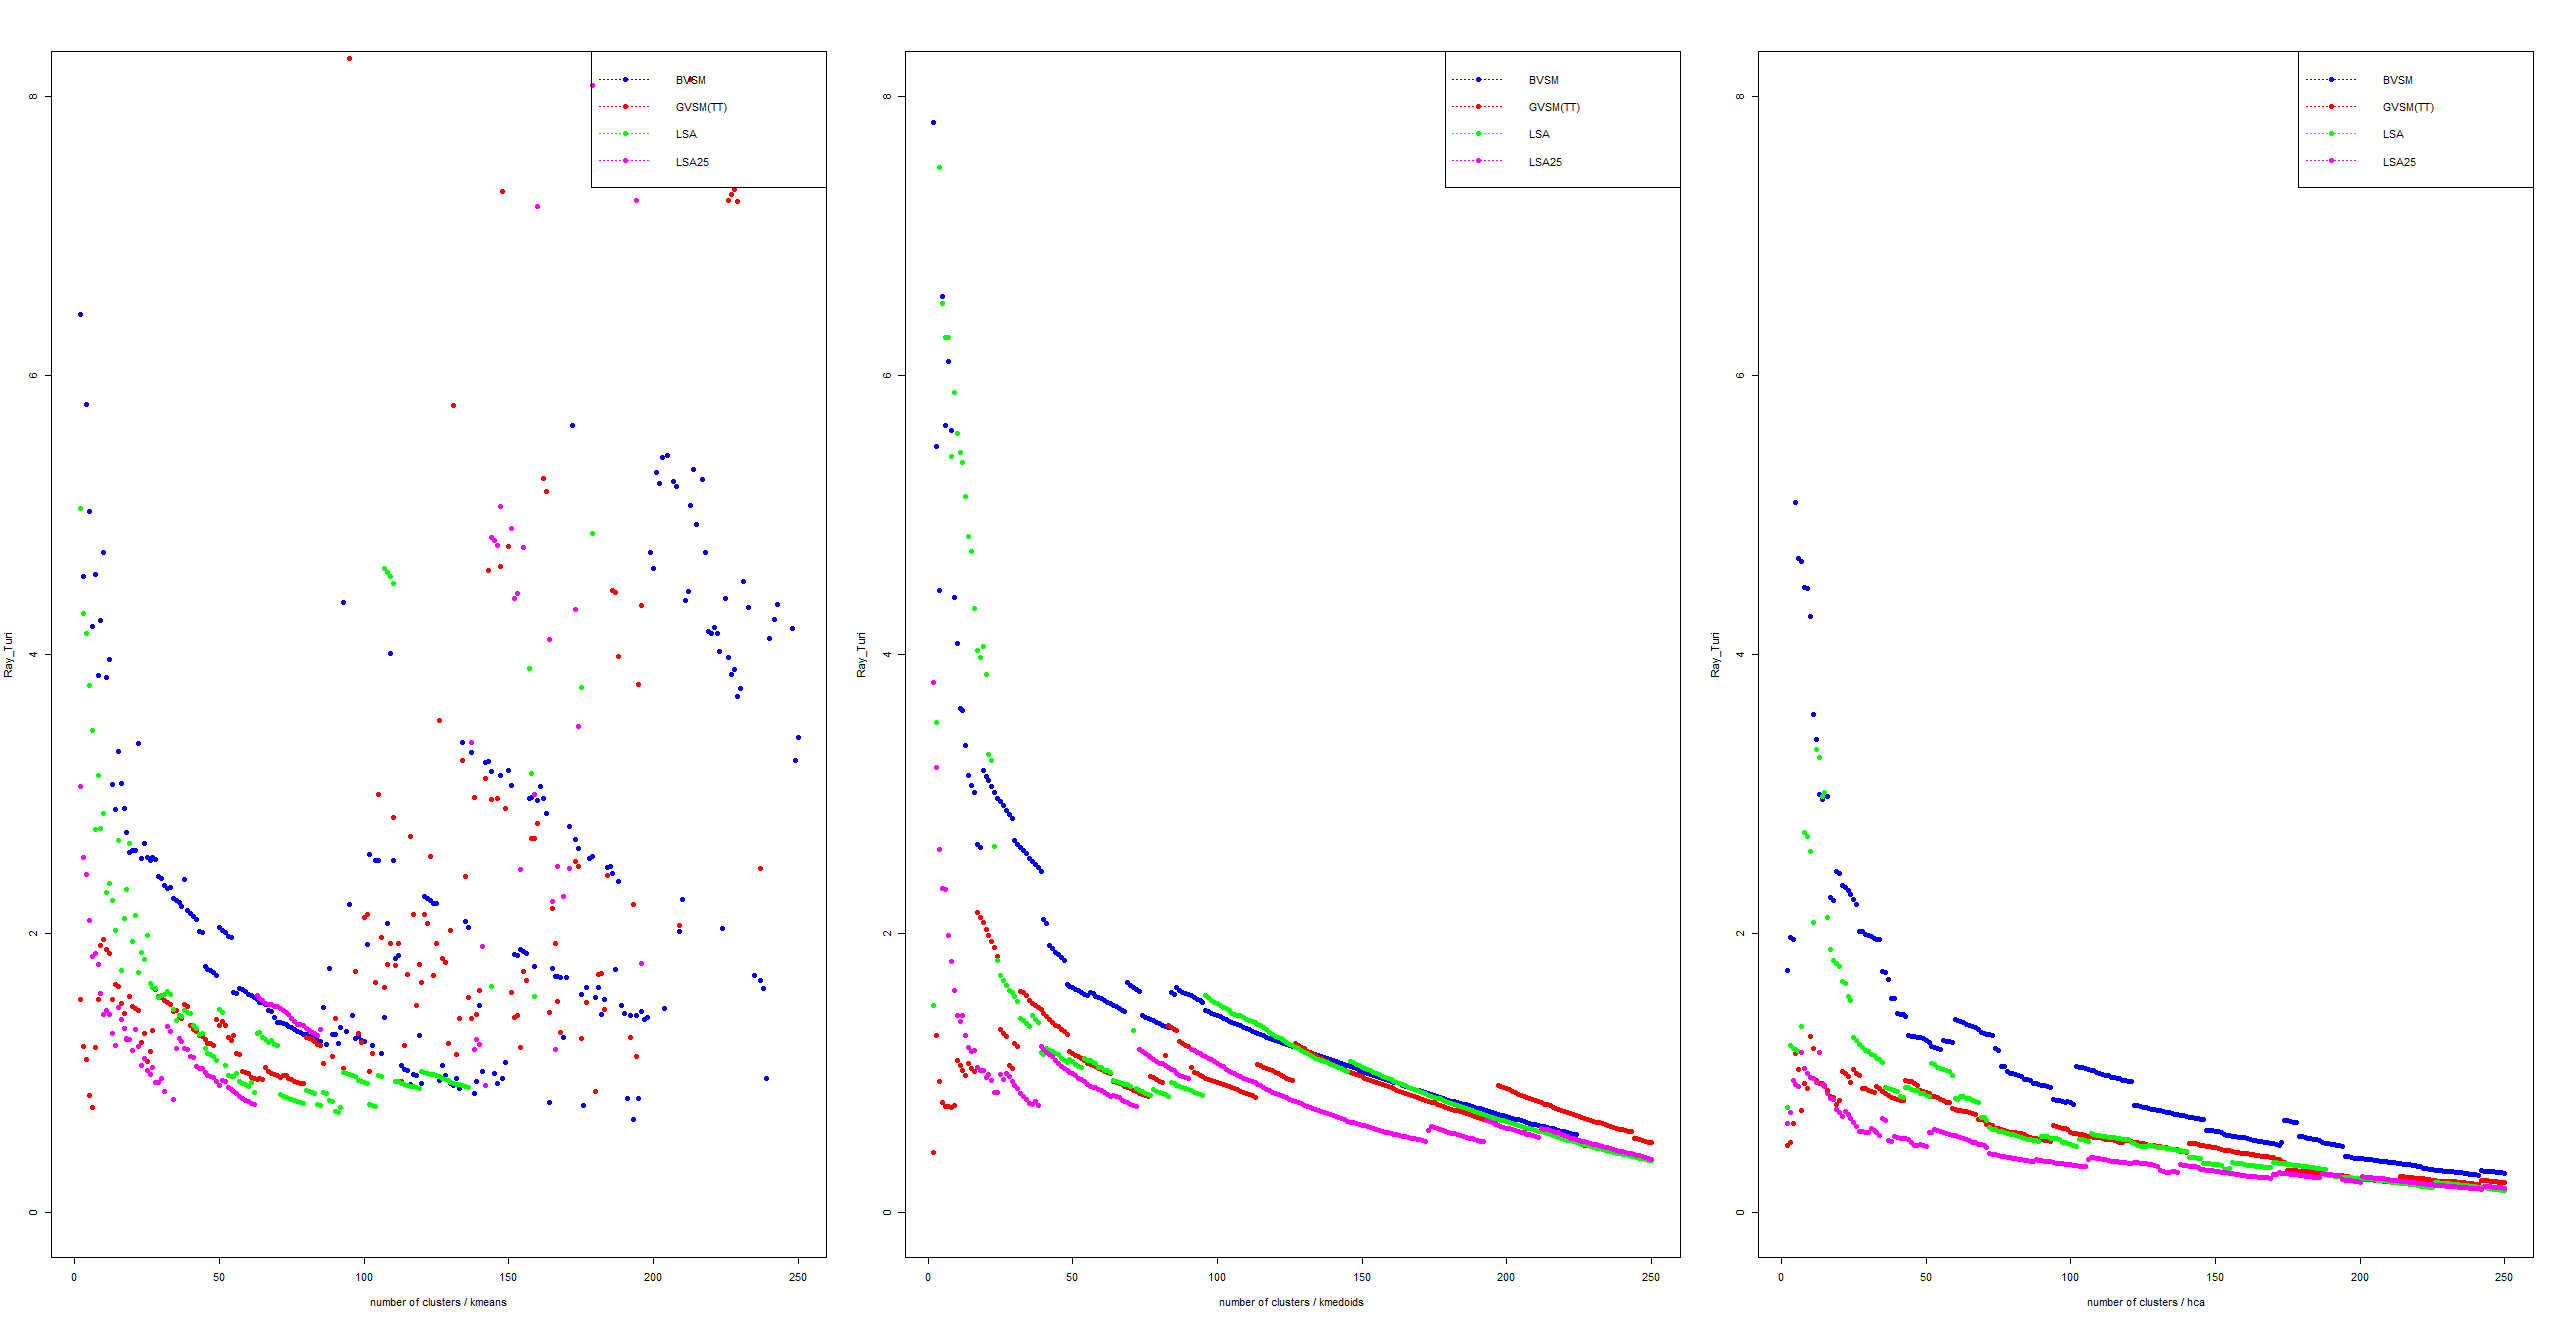 BVSM
GVSM(TT)
LSA
LSA25
Ray_Turi
0
2
4
6
8
0
50
100
150
200
250
number of clusters / kmeans
BVSM
GVSM(TT)
LSA
LSA25
Ray_Turi
0
2
4
6
8
0
50
100
150
200
250
number of clusters / kmedoids
BVSM
GVSM(TT)
LSA
LSA25
Ray_Turi
0
2
4
6
8
0
50
100
150
200
250
number of clusters / hca